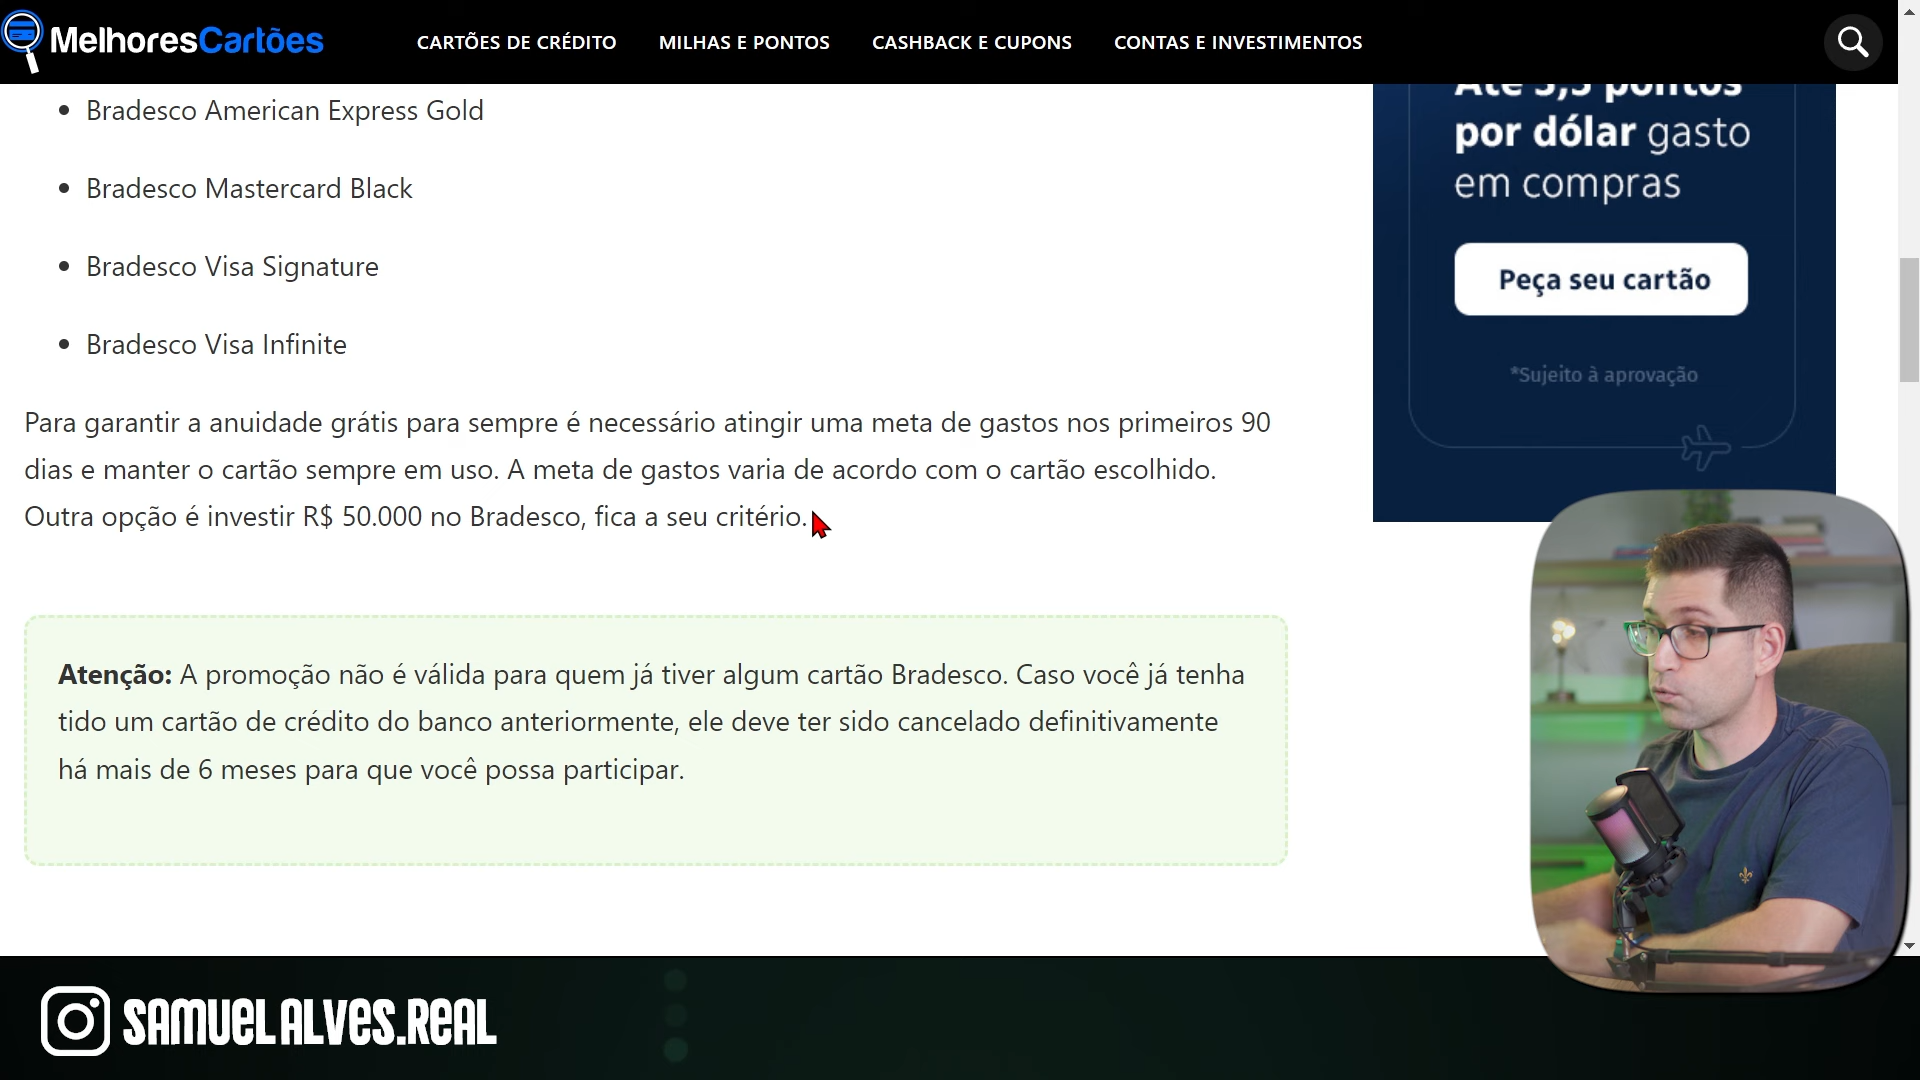 MelhoresCartões
CARTÕES DE CRÉDITO
MILHAS E PONTOS
CASHBACK E CUPONS
CONTAS E INVESTIMENTOS
Bradesco American Express Gold
Bradesco Mastercard Black
Bradesco Visa Signature
Bradesco Visa Infinite
Para garantir a anuidade grátis para sempre é necessário atingir uma meta de gastos nos primeiros 90
dias e manter o cartão sempre em uso. A meta de gastos varia de acordo com o cartão escolhido.
Outra opção é investir R$ 50.000 no Bradesco, fica a seu critério.
Atenção: A promoção não é válida para quem já tiver algum cartão Bradesco. Caso você já tenha
tido um cartão de crédito do banco anteriormente, ele deve ter sido cancelado definitivamente
há mais de 6 meses para que você possa participar.
Até 3,5 pontos
por dólar gasto
em compras
Peça seu cartão
*Sujeito à aprovação
SAMUELALVES.REAL